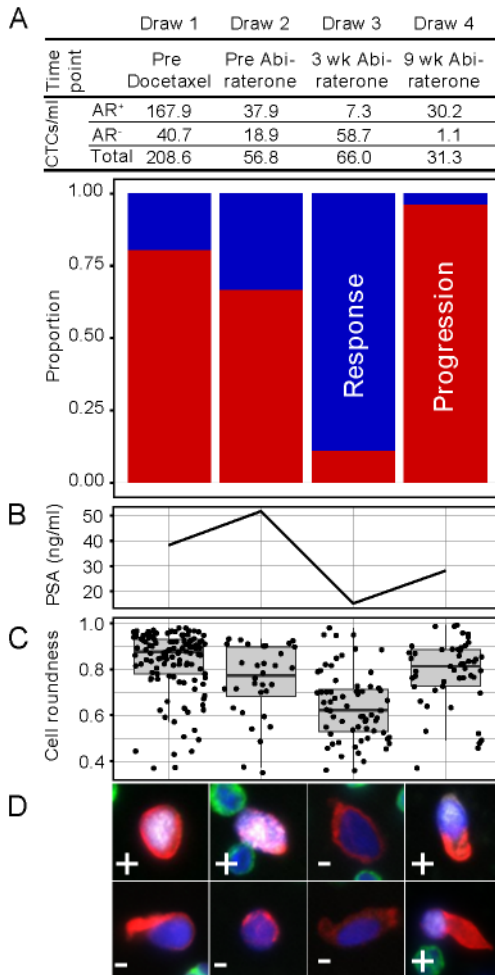 A
Draw 1 Draw 2 Draw 3 Draw 4
Time point
Pre Docetaxel
Pre Abi-raterone
3 wk Abi-raterone
9 wk Abi-raterone
CTCs/ml
AR⁺ 167.9 37.9 7.3 30.2
AR⁻ 40.7 18.9 58.7 1.1
Total 208.6 56.8 66.0 31.3
Proportion
1.00
0.75
0.50
0.25
0.00
Response
Progression
B
PSA (ng/ml)
50
40
30
20
C
Cell roundness
1.0
0.8
0.6
0.4
D
+ + - +
- - - +